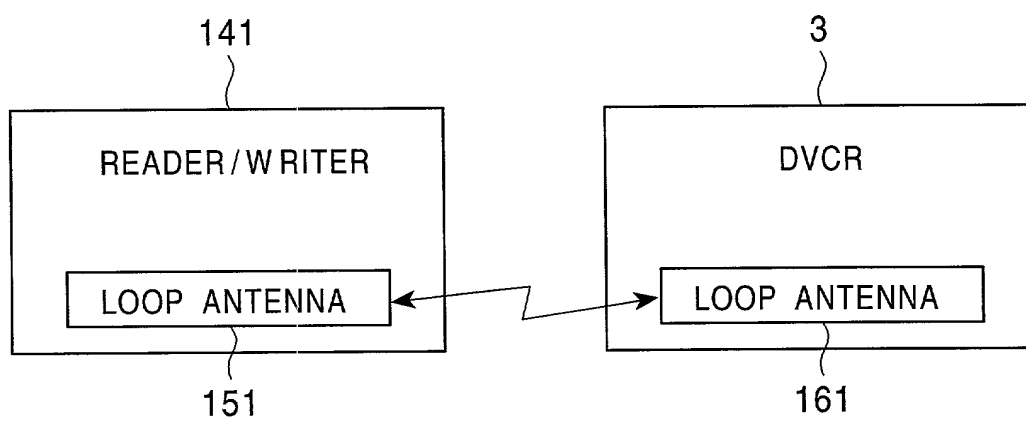 141
3
READER/WRITER
DVCR
LOOP ANTENNA
LOOP ANTENNA
151
161